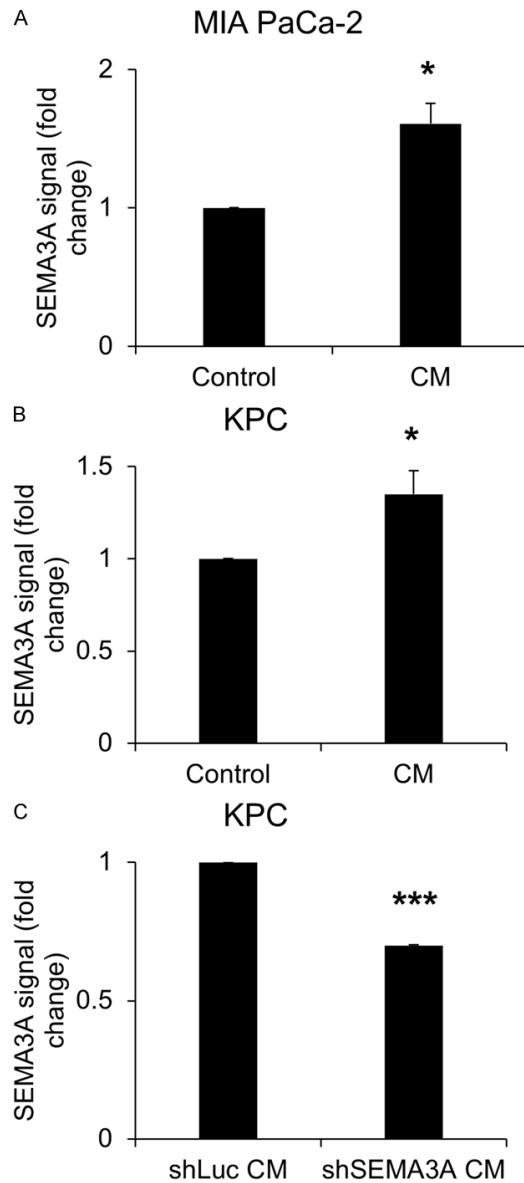 A
MIA PaCa-2
SEMA3A signal (fold
change)
2
1
0
*
Control
CM
B
KPC
SEMA3A signal (fold
change)
1.5
1
0.5
0
*
Control
CM
C
KPC
SEMA3A signal (fold
change)
1
0.5
0
***
shLuc CM
shSEMA3A CM